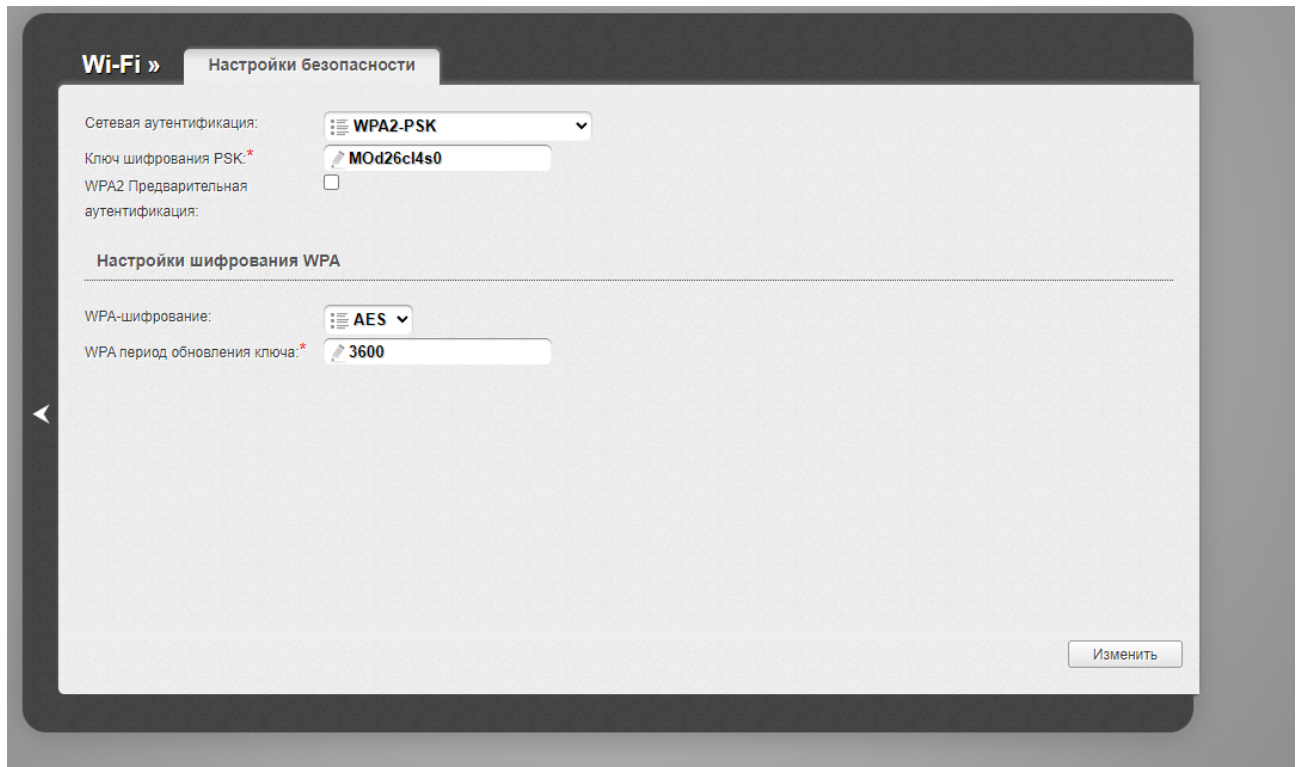 Wi-Fi »
Настройки безопасности
Сетевая аутентификация:
WPA2-PSK
Ключ шифрования PSK:*
MOd26cl4s0
WPA2 Предварительная
аутентификация:
Настройки шифрования WPA
WPA-шифрование:
AES
WPA период обновления ключа:*
3600
Изменить